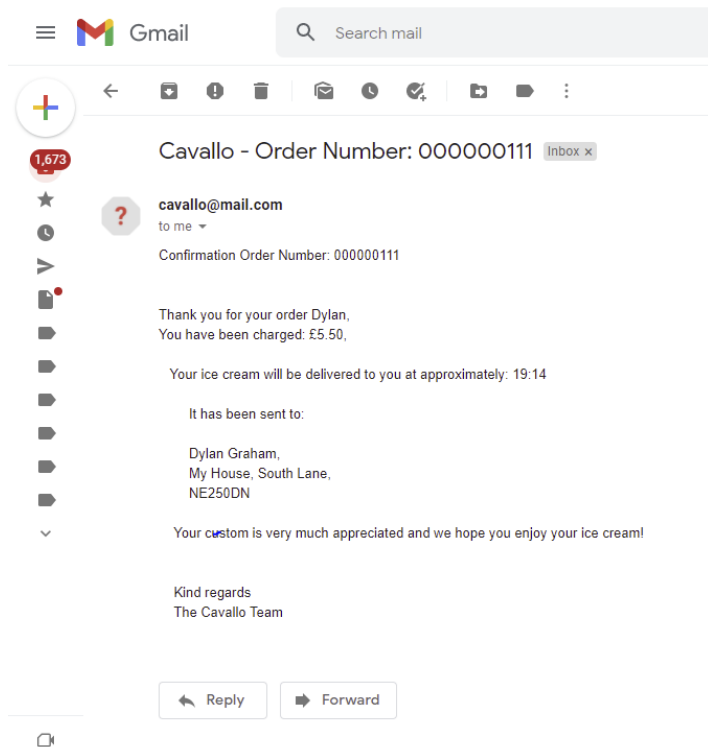 Gmail
Search mail
Cavallo - Order Number: 000000111 Inbox x
1,673
cavallo@mail.com
to me
Confirmation Order Number: 000000111
Thank you for your order Dylan,
You have been charged: £5.50,
Your ice cream will be delivered to you at approximately: 19:14
It has been sent to:
Dylan Graham,
My House, South Lane,
NE250DN
Your custom is very much appreciated and we hope you enjoy your ice cream!
Kind regards
The Cavallo Team
Reply
Forward